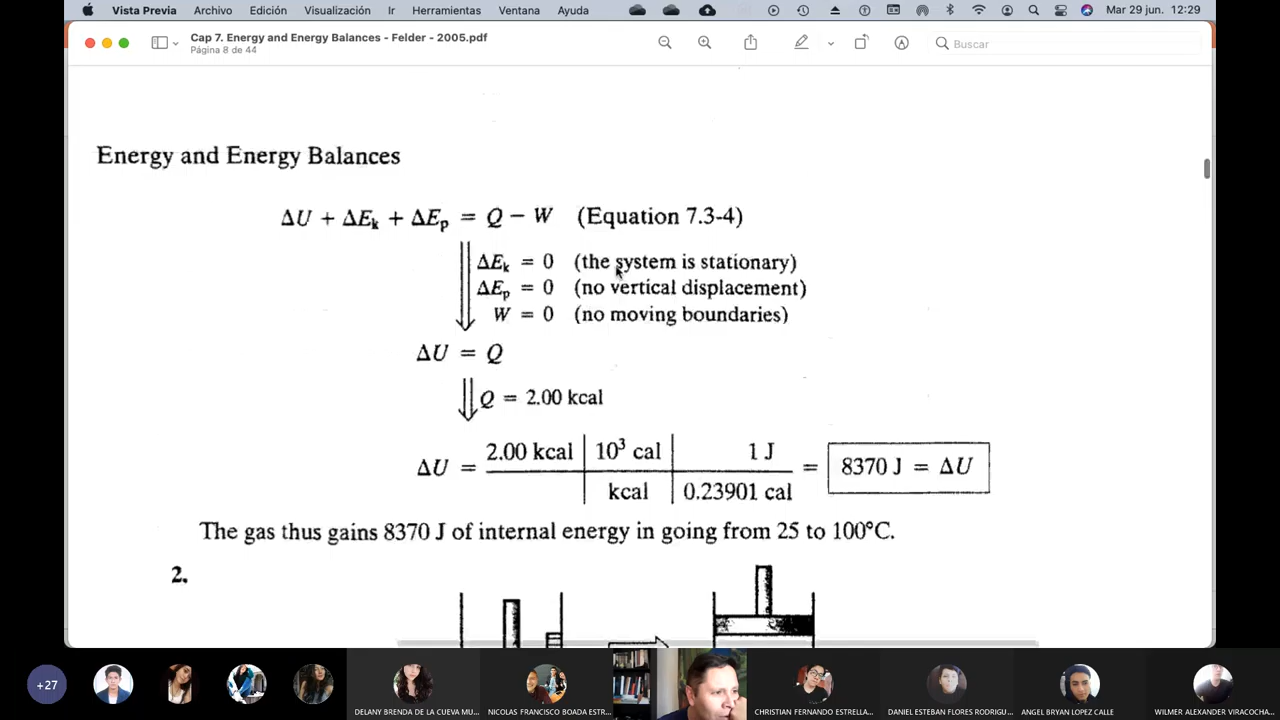 Vista Previa Archivo Edición Visualización Ir Herramientas Ventana Ayuda Mar 29 jun. 12:29
Cap 7. Energy and Energy Balances - Felder - 2005.pdf
Página 8 de 44
Buscar
Energy and Energy Balances
ΔU + ΔEk + ΔEp = Q − W (Equation 7.3-4)
ΔEk = 0 (the system is stationary)
ΔEp = 0 (no vertical displacement)
W = 0 (no moving boundaries)
ΔU = Q
Q = 2.00 kcal
ΔU = 2.00 kcal | 10³ cal | 1 J = 8370 J = ΔU
kcal | 0.23901 cal
The gas thus gains 8370 J of internal energy in going from 25 to 100°C.
2.
+27
DELANY BRENDA DE LA CUEVA MU...
NICOLAS FRANCISCO BOADA ESTR...
CHRISTIAN FERNANDO ESTRELLA...
DANIEL ESTEBAN FLORES RODRIGU...
ANGEL BRYAN LOPEZ CALLE
WILMER ALEXANDER VIRACOCHA...